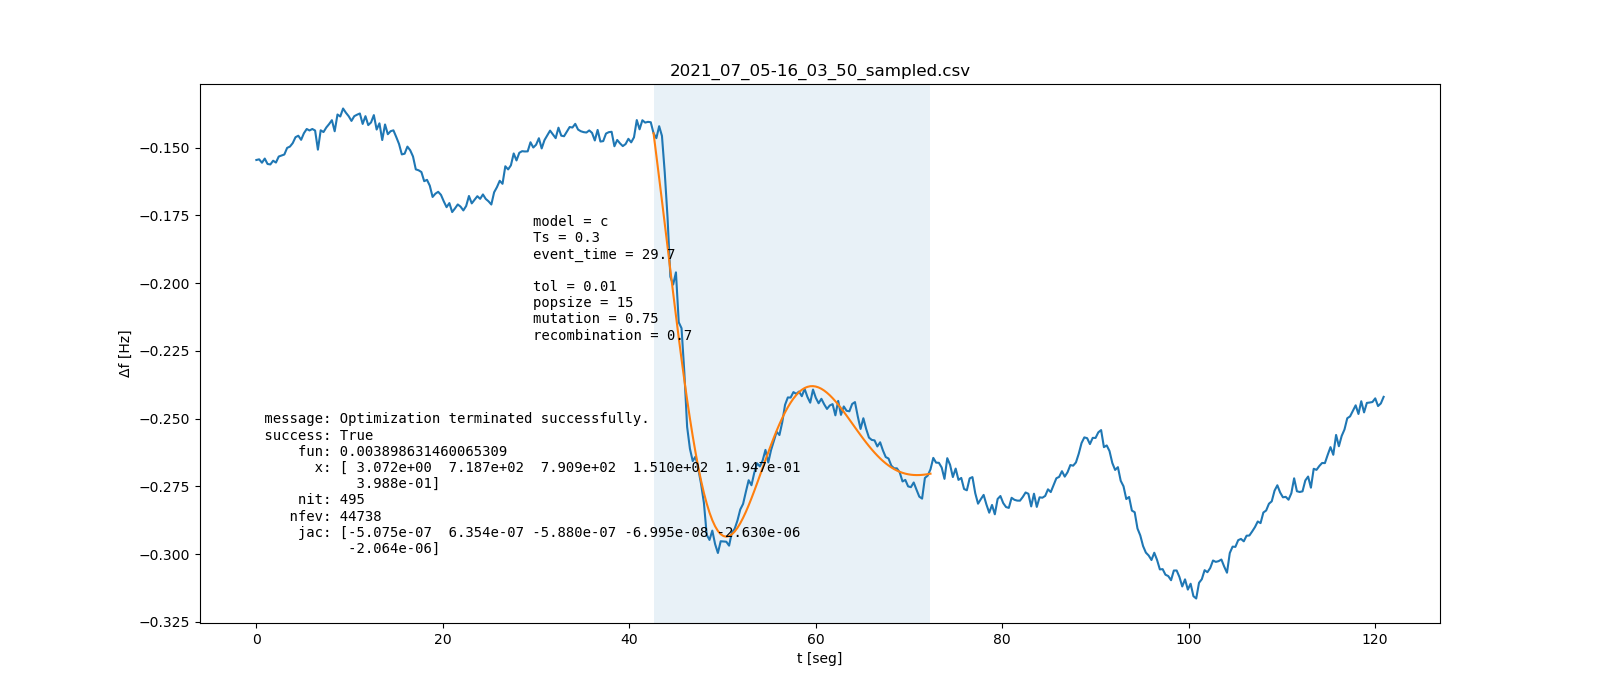 2021_07_05-16_03_50_sampled.csv
−0.150
−0.175
−0.200
−0.225
−0.250
−0.275
−0.300
−0.325
Δf [Hz]
model = c
Ts = 0.3
event_time = 29.7
tol = 0.01
popsize = 15
mutation = 0.75
recombination = 0.7
message: Optimization terminated successfully.
success: True
fun: 0.003898631460065309
x: [ 3.072e+00  7.187e+02  7.909e+02  1.510e+02  1.947e-01
3.988e-01]
nit: 495
nfev: 44738
jac: [-5.075e-07  6.354e-07 -5.880e-07 -6.995e-08 -2.630e-06
-2.064e-06]
0 20 40 60 80 100 120
t [seg]